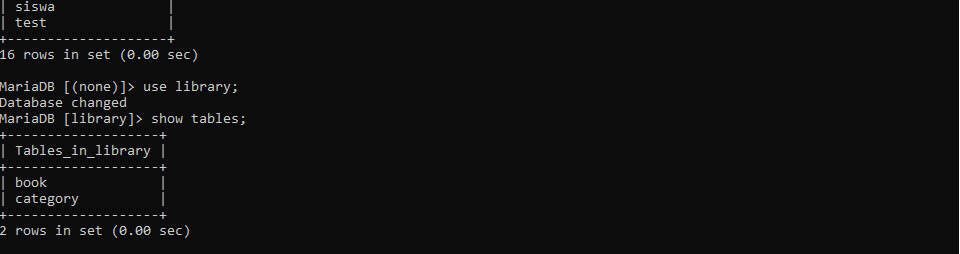 | siswa               |
| test                |
+---------------------+
16 rows in set (0.00 sec)

MariaDB [(none)]> use library;
Database changed
MariaDB [library]> show tables;
+-------------------+
| Tables_in_library |
+-------------------+
| book              |
| category          |
+-------------------+
2 rows in set (0.00 sec)